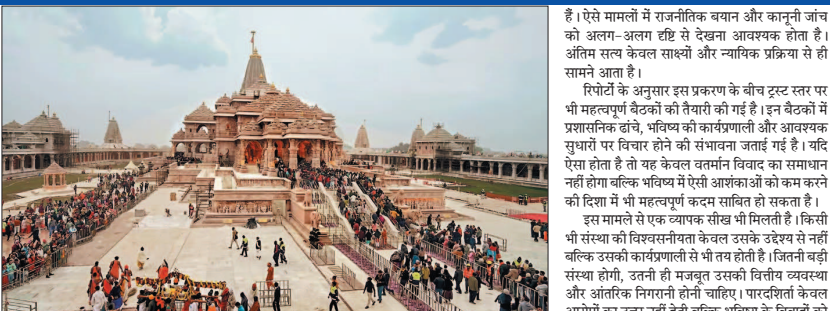 हैं। ऐसे मामलों में राजनीतिक बयान और कानूनी जांच
को अलग-अलग दृष्टि से देखना आवश्यक होता है।
अंतिम सत्य केवल साक्ष्यों और न्यायिक प्रक्रिया से ही
सामने आता है।
रिपोर्टों के अनुसार इस प्रकरण के बीच ट्रस्ट स्तर पर
भी महत्वपूर्ण बैठकों की तैयारी की गई है। इन बैठकों में
प्रशासनिक ढांचे, भविष्य की कार्यप्रणाली और आवश्यक
सुधारों पर विचार होने की संभावना जताई गई है। यदि
ऐसा होता है तो यह केवल वर्तमान विवाद का समाधान
नहीं होगा बल्कि भविष्य में ऐसी आशंकाओं को कम करने
की दिशा में भी महत्वपूर्ण कदम साबित हो सकता है।
इस मामले से एक व्यापक सीख भी मिलती है। किसी
भी संस्था की विश्वसनीयता केवल उसके उद्देश्य से नहीं
बल्कि उसकी कार्यप्रणाली से भी तय होती है। जितनी बड़ी
संस्था होगी, उतनी ही मजबूत उसकी वित्तीय व्यवस्था
और आंतरिक निगरानी होनी चाहिए। पारदर्शिता केवल